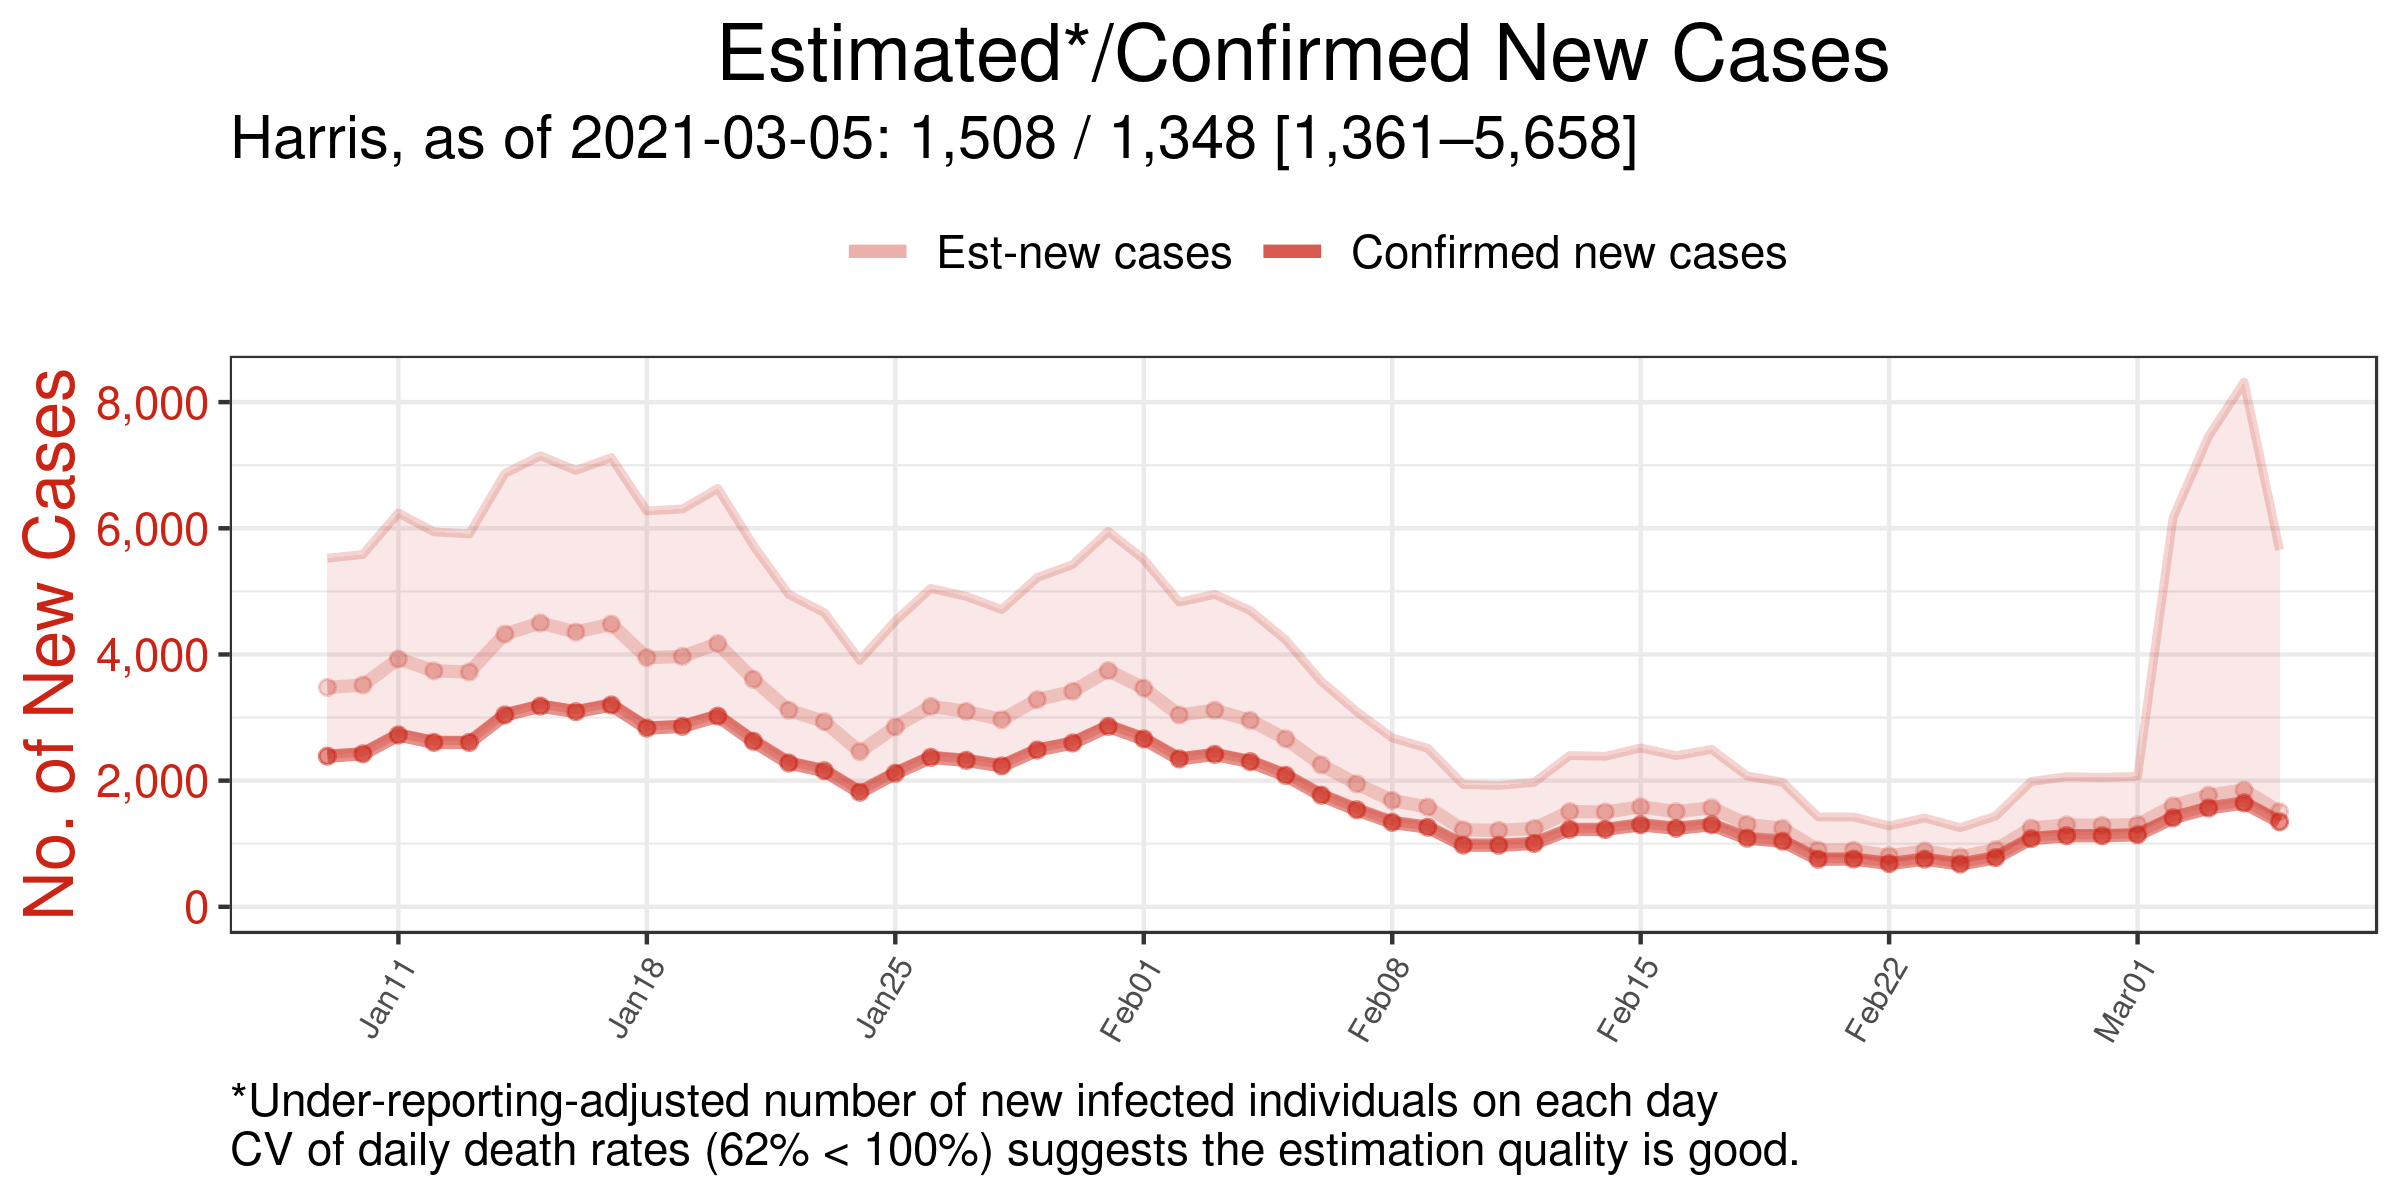 Estimated*/Confirmed New Cases
Harris, as of 2021-03-05: 1,508 / 1,348 [1,361–5,658]
Est-new cases Confirmed new cases
No. of New Cases
8,000
6,000
4,000
2,000
0
Jan11 Jan18 Jan25 Feb01 Feb08 Feb15 Feb22 Mar01
*Under-reporting-adjusted number of new infected individuals on each day
CV of daily death rates (62% < 100%) suggests the estimation quality is good.